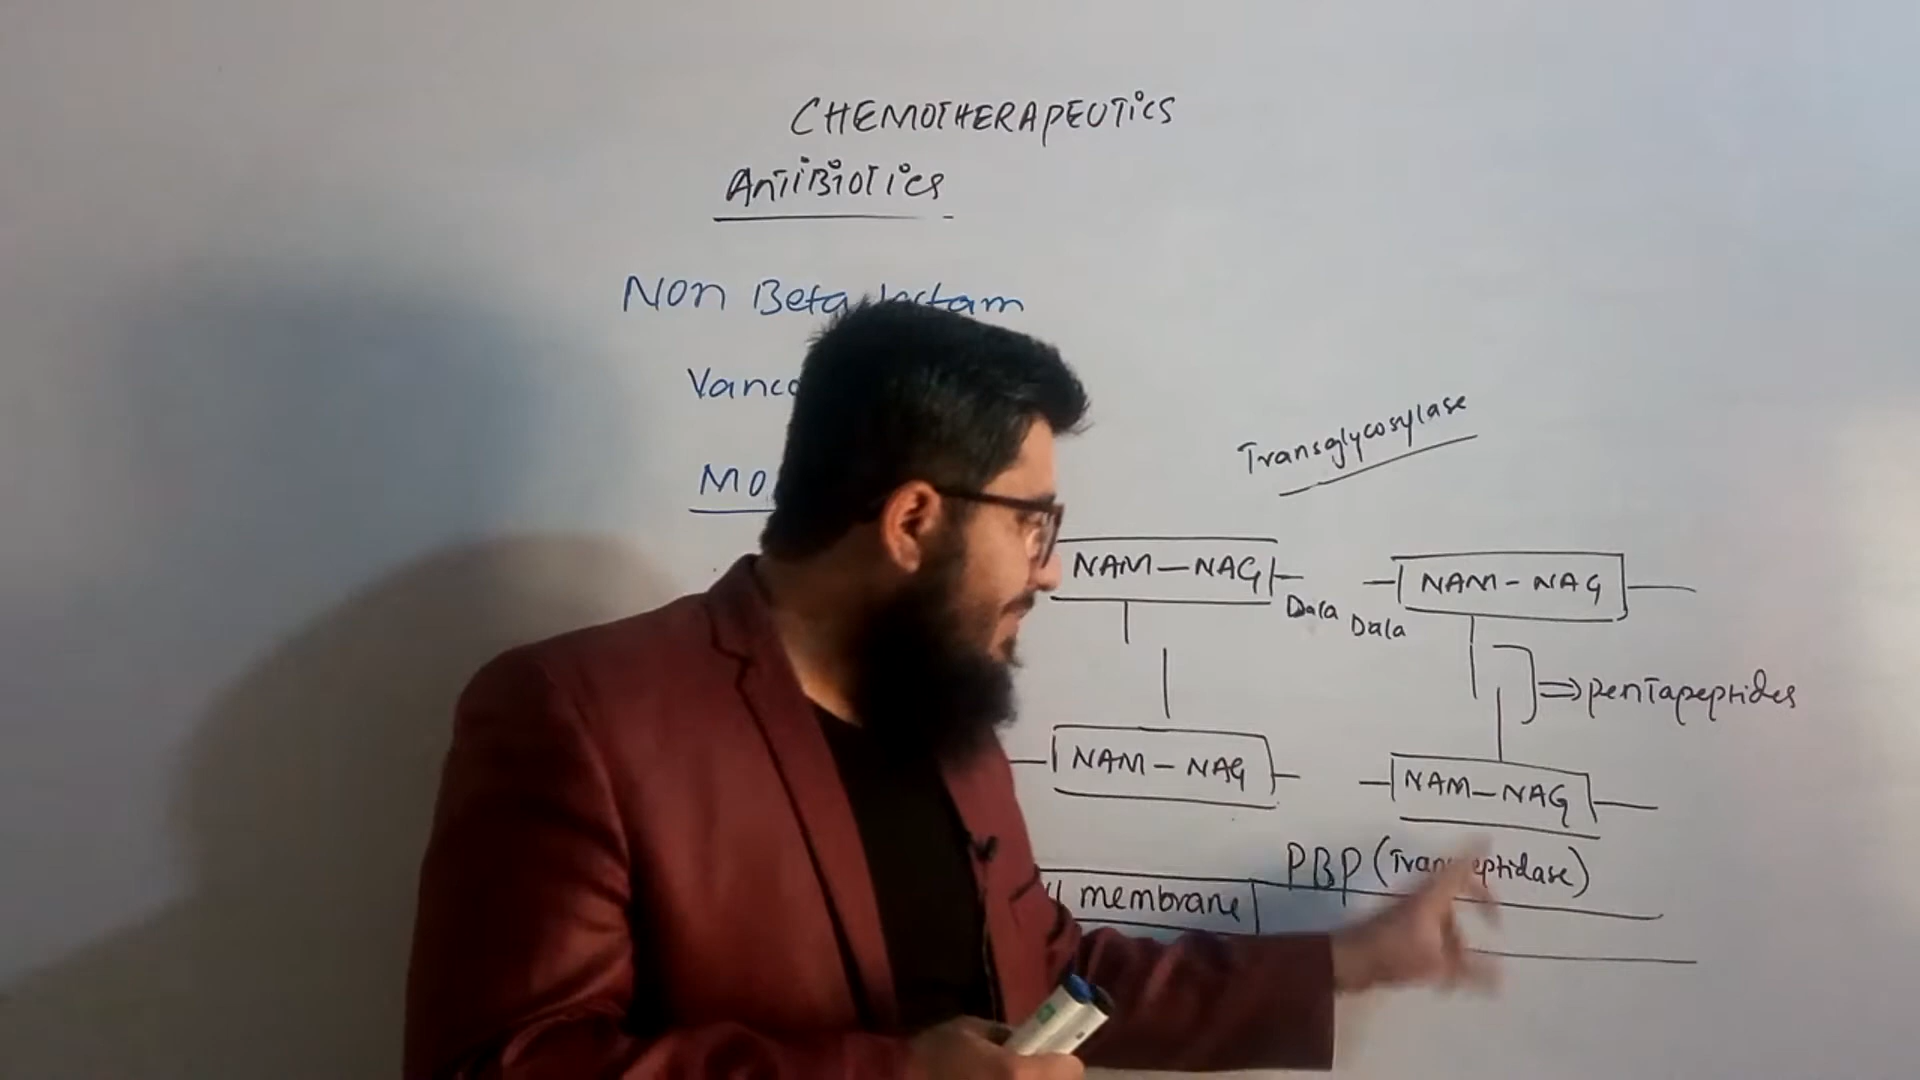 CHEMOTHERAPEUTiCS
AnTiBiOTiCS
Non Beta lactam
Vanco
Transglycosylase
MO
NAM-NAG
NAM-NAG
Dala Dala
pentapeptides
NAM-NAG
NAM-NAG
PBP (Transpeptidase)
membrane